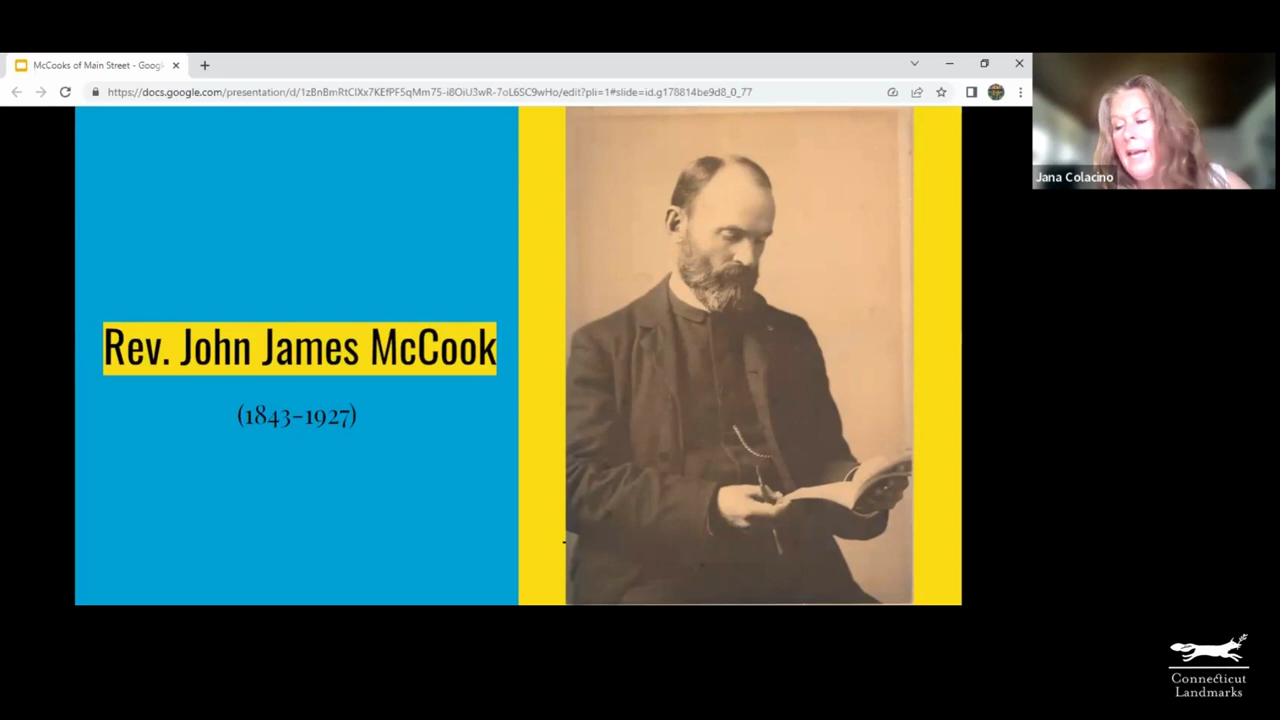 McCooks of Main Street - Googl
https://docs.google.com/presentation/d/1zBnBmRtClXx7KEfPF5qMm75-i8OiU3wR-7oL6SC9wHo/edit?pli=1#slide=id.g178814be9d8_0_77
Jana Colacino
Rev. John James McCook
(1843-1927)
Connecticut
Landmarks